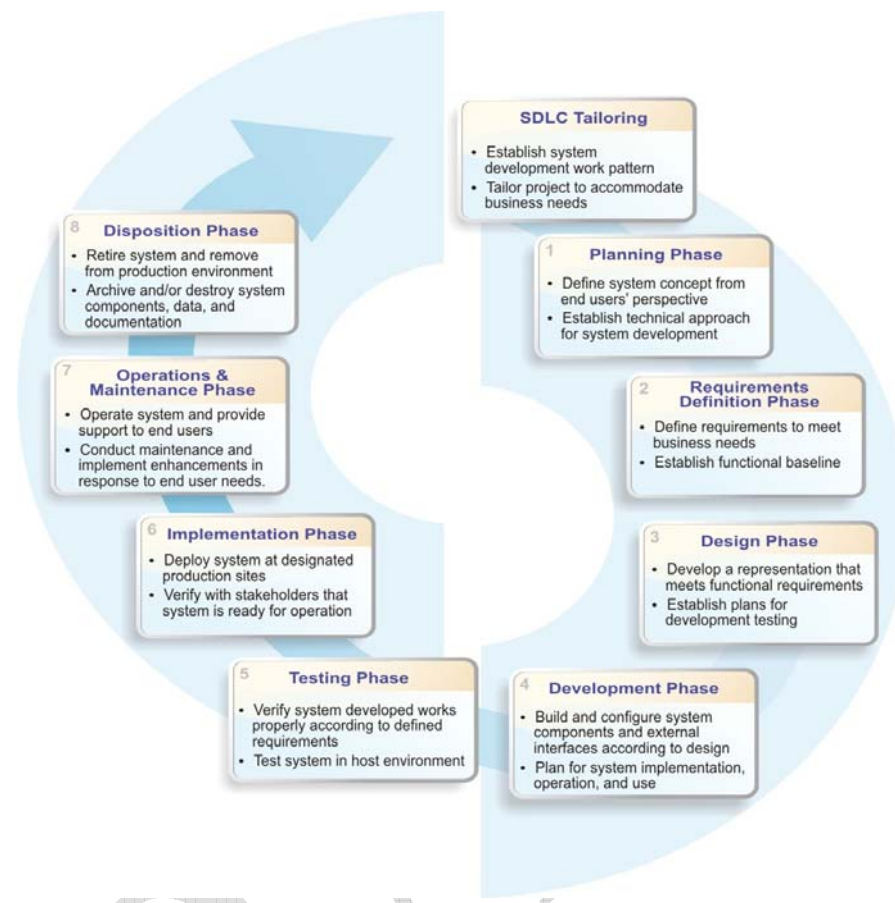 SDLC Tailoring
• Establish system
development work pattern
• Tailor project to accommodate
business needs
1
Planning Phase
• Define system concept from
end users' perspective
• Establish technical approach
for system development
2
Requirements
Definition Phase
• Define requirements to meet
business needs
• Establish functional baseline
3
Design Phase
• Develop a representation that
meets functional requirements
• Establish plans for
development testing
4
Development Phase
• Build and configure system
components and external
interfaces according to design
• Plan for system implementation,
operation, and use
5
Testing Phase
• Verify system developed works
properly according to defined
requirements
• Test system in host environment
6
Implementation Phase
• Deploy system at designated
production sites
• Verify with stakeholders that
system is ready for operation
7
Operations &
Maintenance Phase
• Operate system and provide
support to end users
• Conduct maintenance and
implement enhancements in
response to end user needs.
8
Disposition Phase
• Retire system and remove
from production environment
• Archive and/or destroy system
components, data, and
documentation